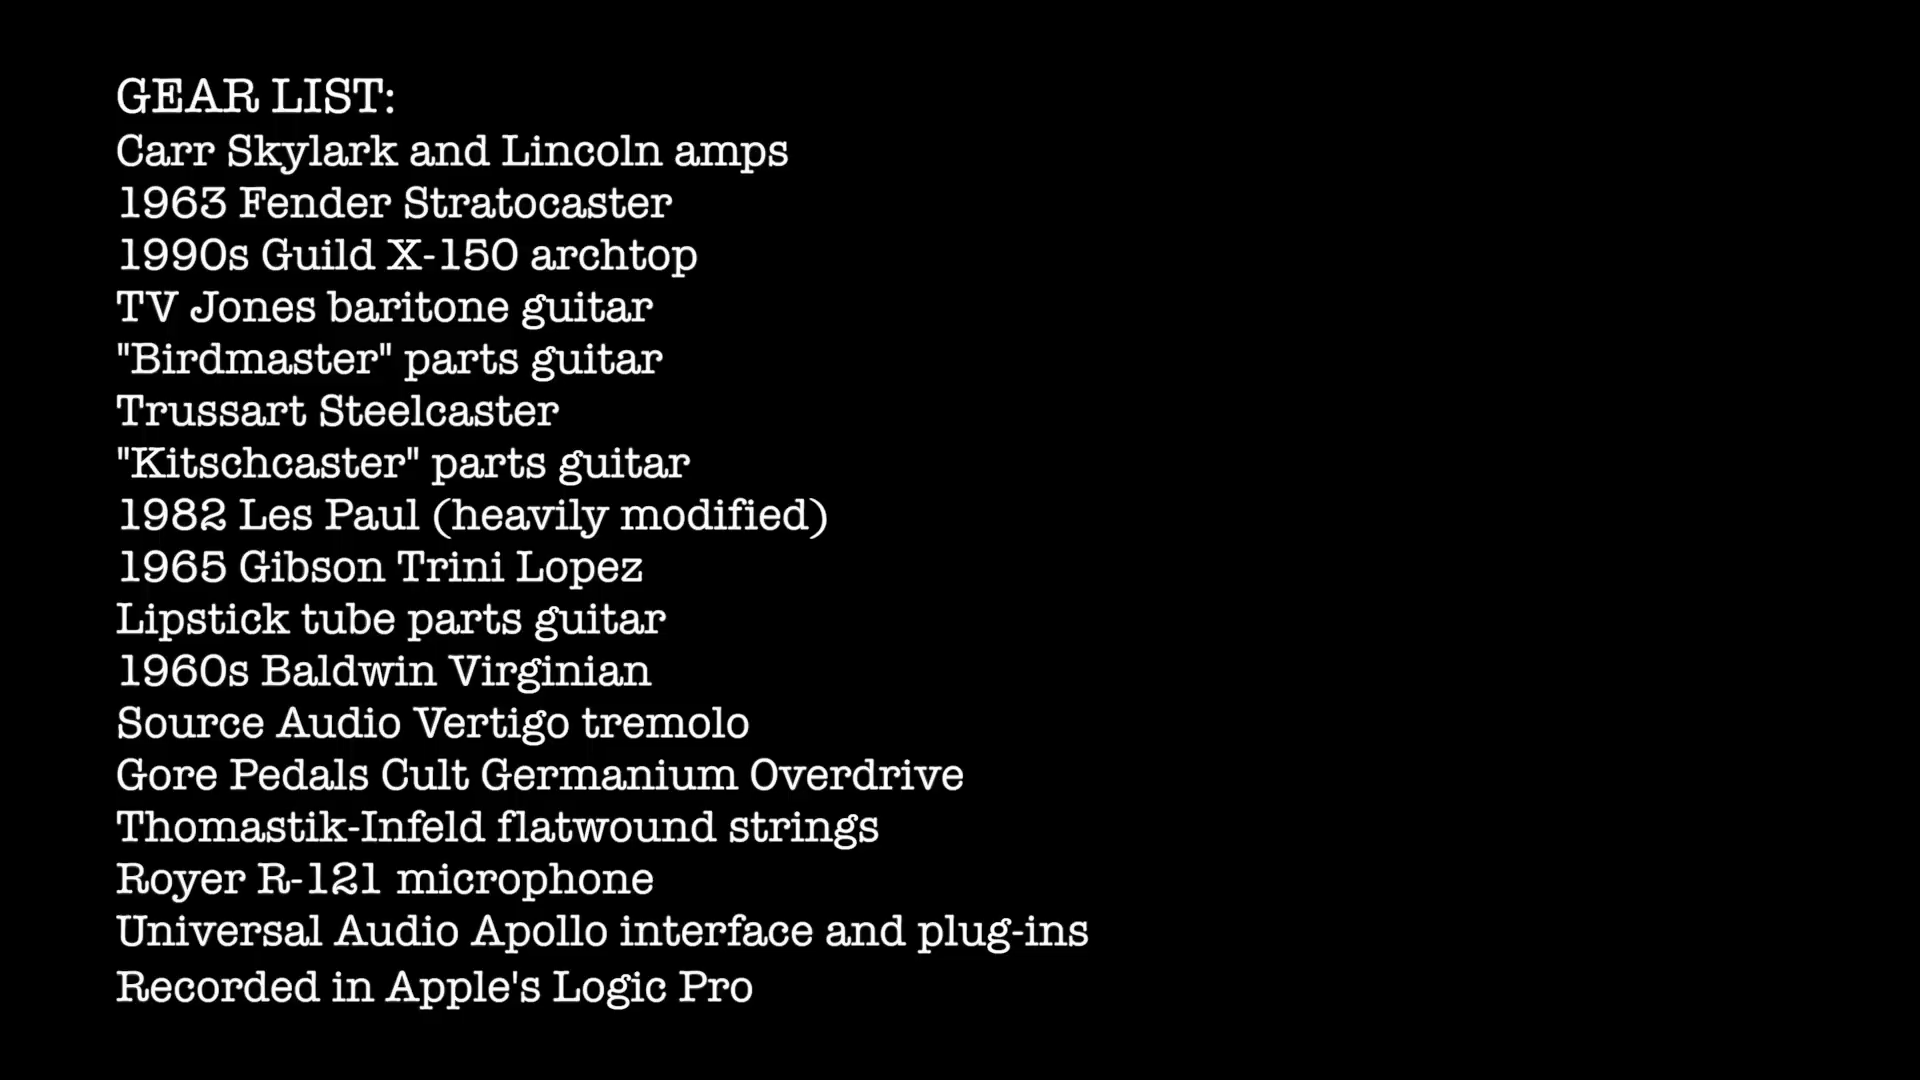 GEAR LIST:
Carr Skylark and Lincoln amps
1963 Fender Stratocaster
1990s Guild X-150 archtop
TV Jones baritone guitar
"Birdmaster" parts guitar
Trussart Steelcaster
"Kitschcaster" parts guitar
1982 Les Paul (heavily modified)
1965 Gibson Trini Lopez
Lipstick tube parts guitar
1960s Baldwin Virginian
Source Audio Vertigo tremolo
Gore Pedals Cult Germanium Overdrive
Thomastik-Infeld flatwound strings
Royer R-121 microphone
Universal Audio Apollo interface and plug-ins
Recorded in Apple's Logic Pro